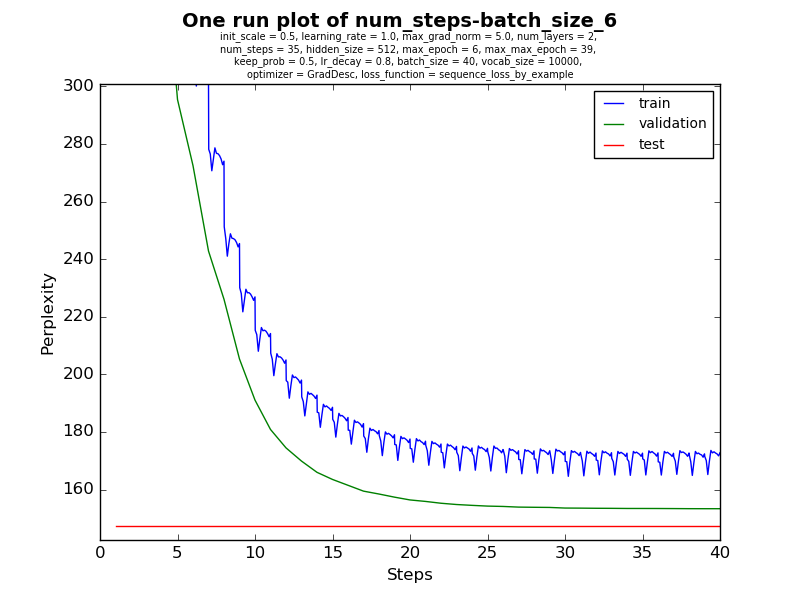 One run plot of num_steps-batch_size_6
init_scale = 0.5, learning_rate = 1.0, max_grad_norm = 5.0, num_layers = 2,
num_steps = 35, hidden_size = 512, max_epoch = 6, max_max_epoch = 39,
keep_prob = 0.5, lr_decay = 0.8, batch_size = 40, vocab_size = 10000,
optimizer = GradDesc, loss_function = sequence_loss_by_example
300
280
260
240
220
200
180
160
Perplexity
train
validation
test
0 5 10 15 20 25 30 35 40
Steps